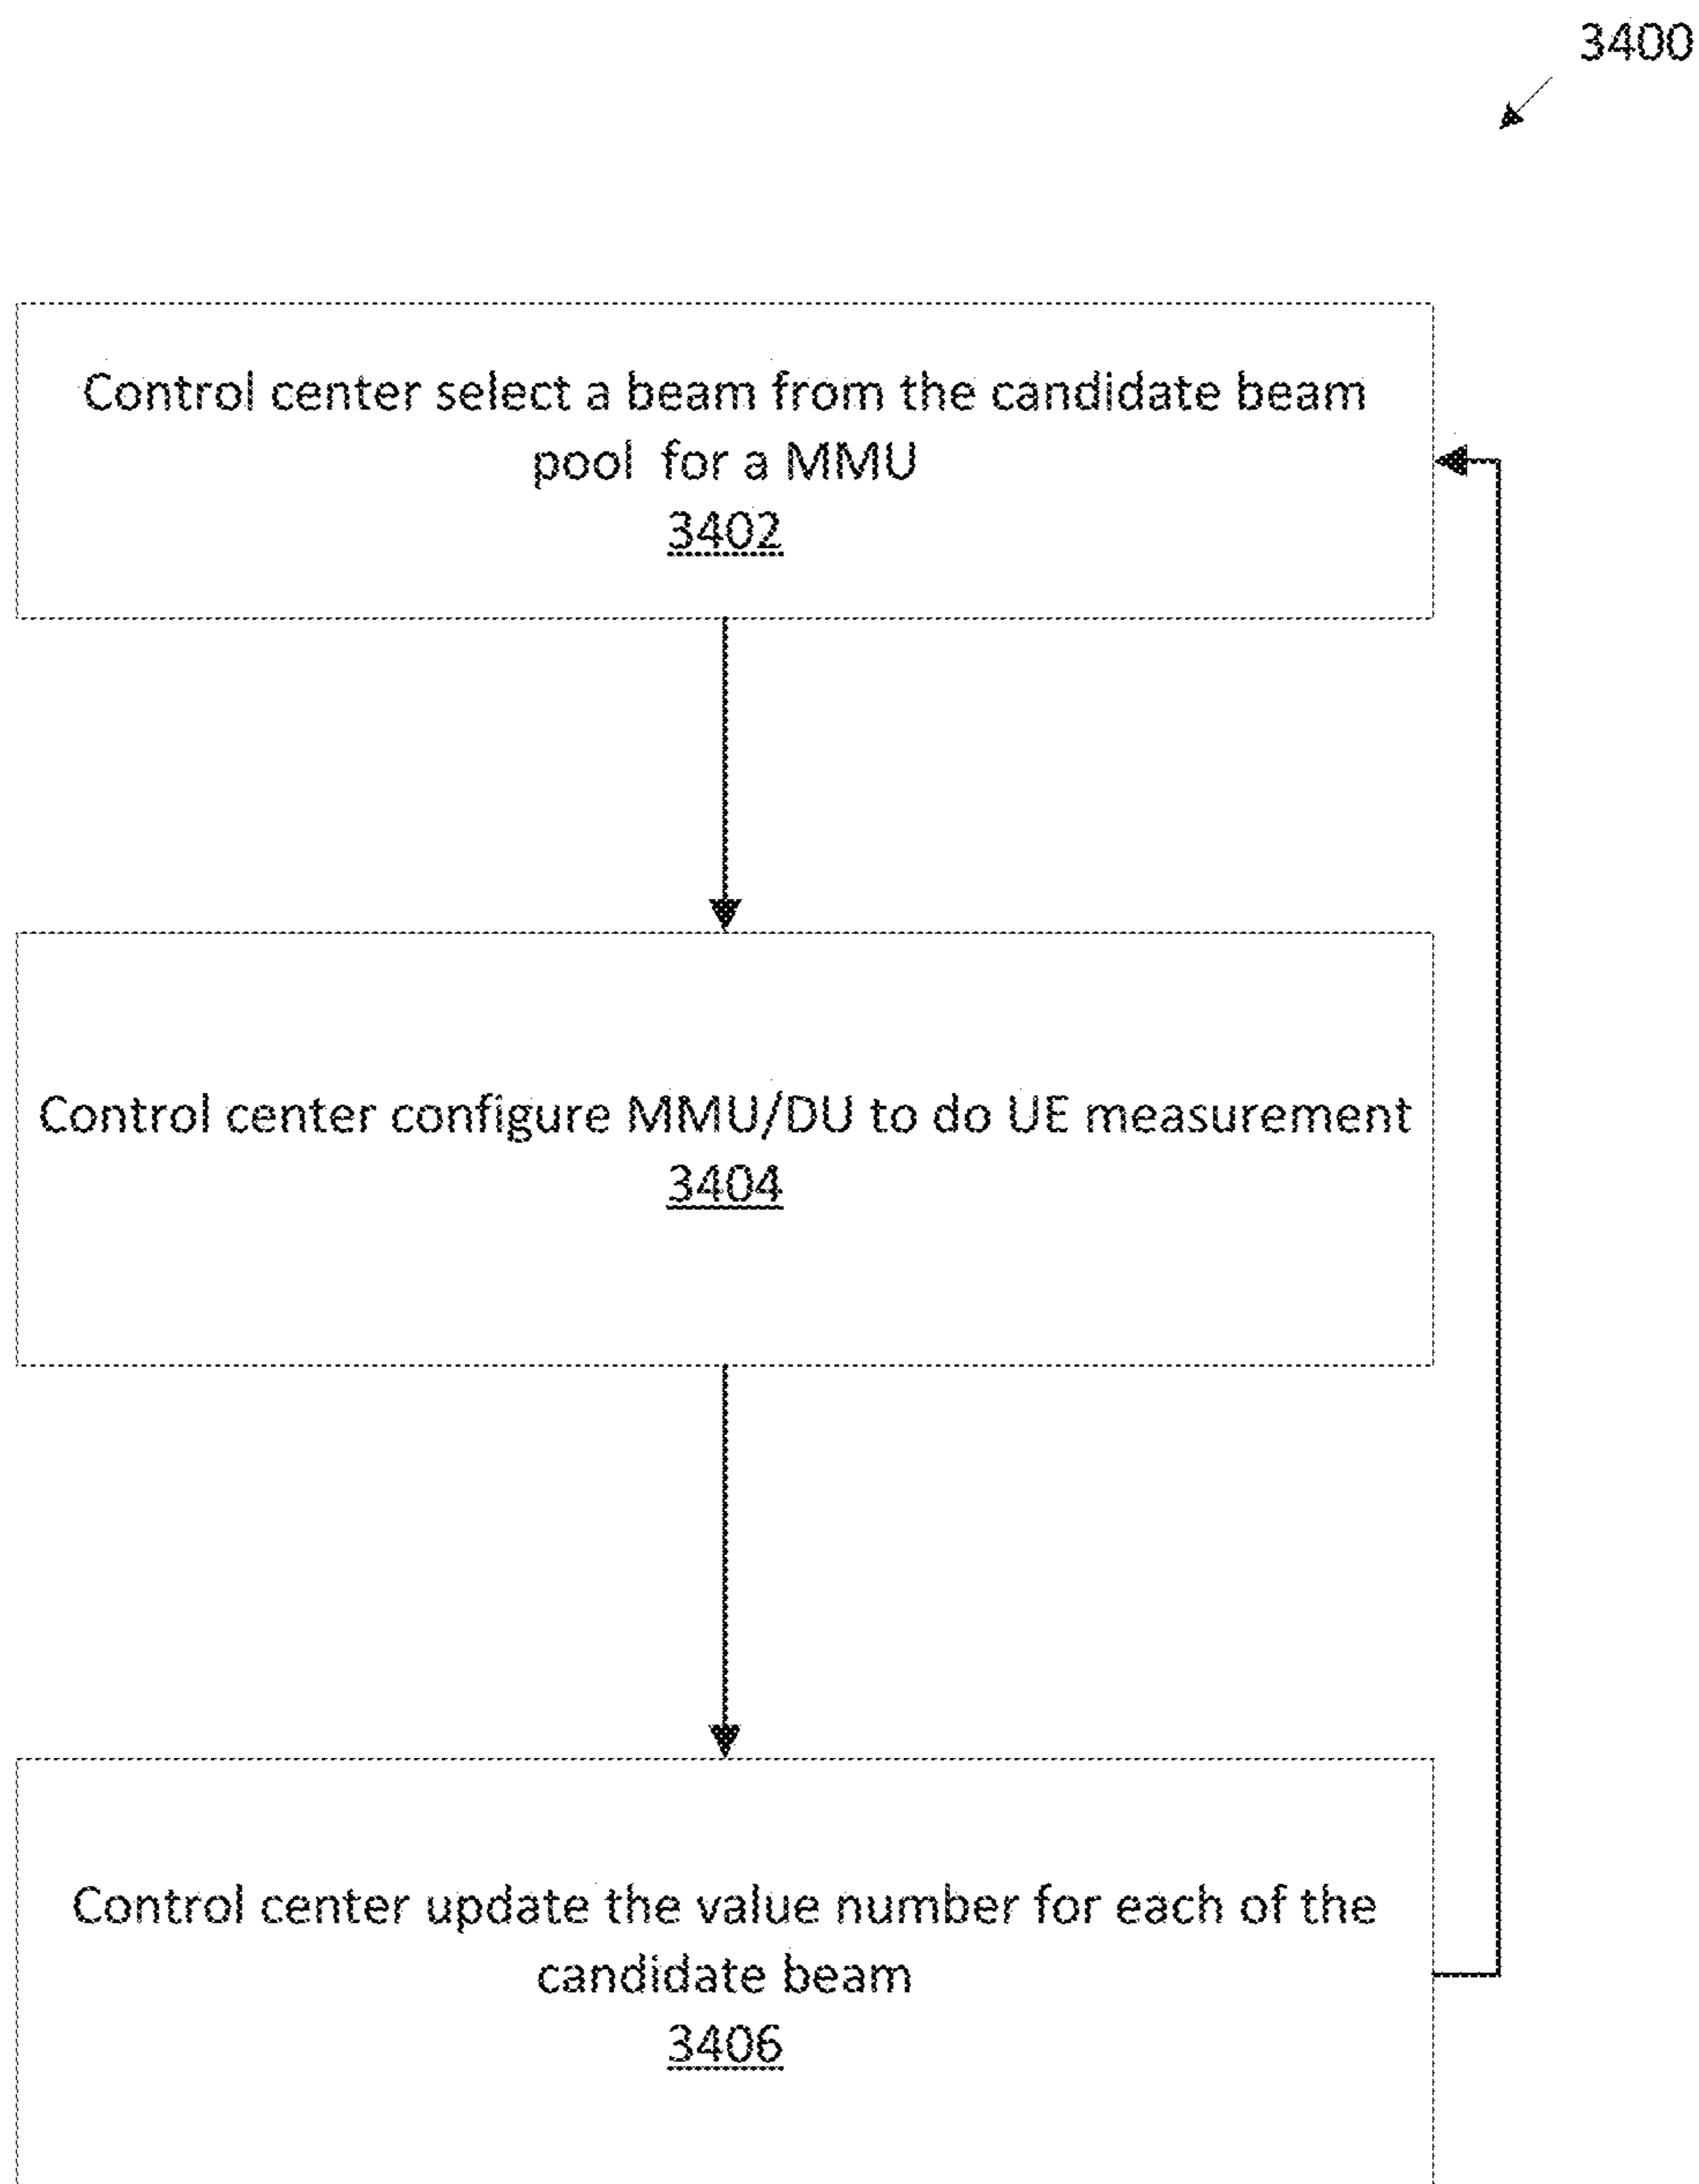 3400
Control center select a beam from the candidate beam
pool for a MMU
3402
Control center configure MMU/DU to do UE measurement
3404
Control center update the value number for each of the
candidate beam
3406